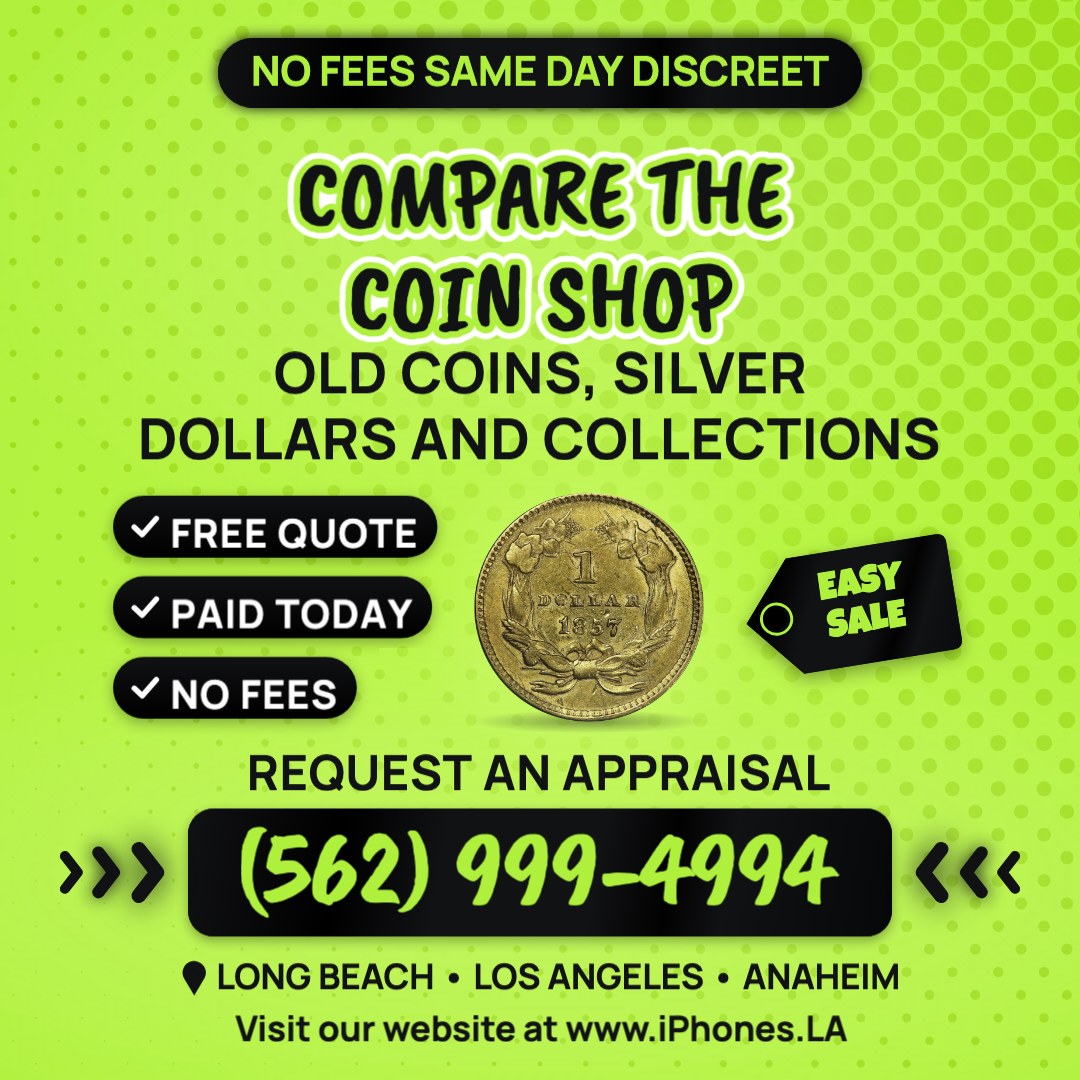 NO FEES SAME DAY DISCREET
COMPARE THE
COIN SHOP
OLD COINS, SILVER
DOLLARS AND COLLECTIONS
FREE QUOTE
PAID TODAY
NO FEES
1
DOLLAR
1857
EASY
SALE
REQUEST AN APPRAISAL
(562) 999-4994
LONG BEACH • LOS ANGELES • ANAHEIM
Visit our website at www.iPhones.LA